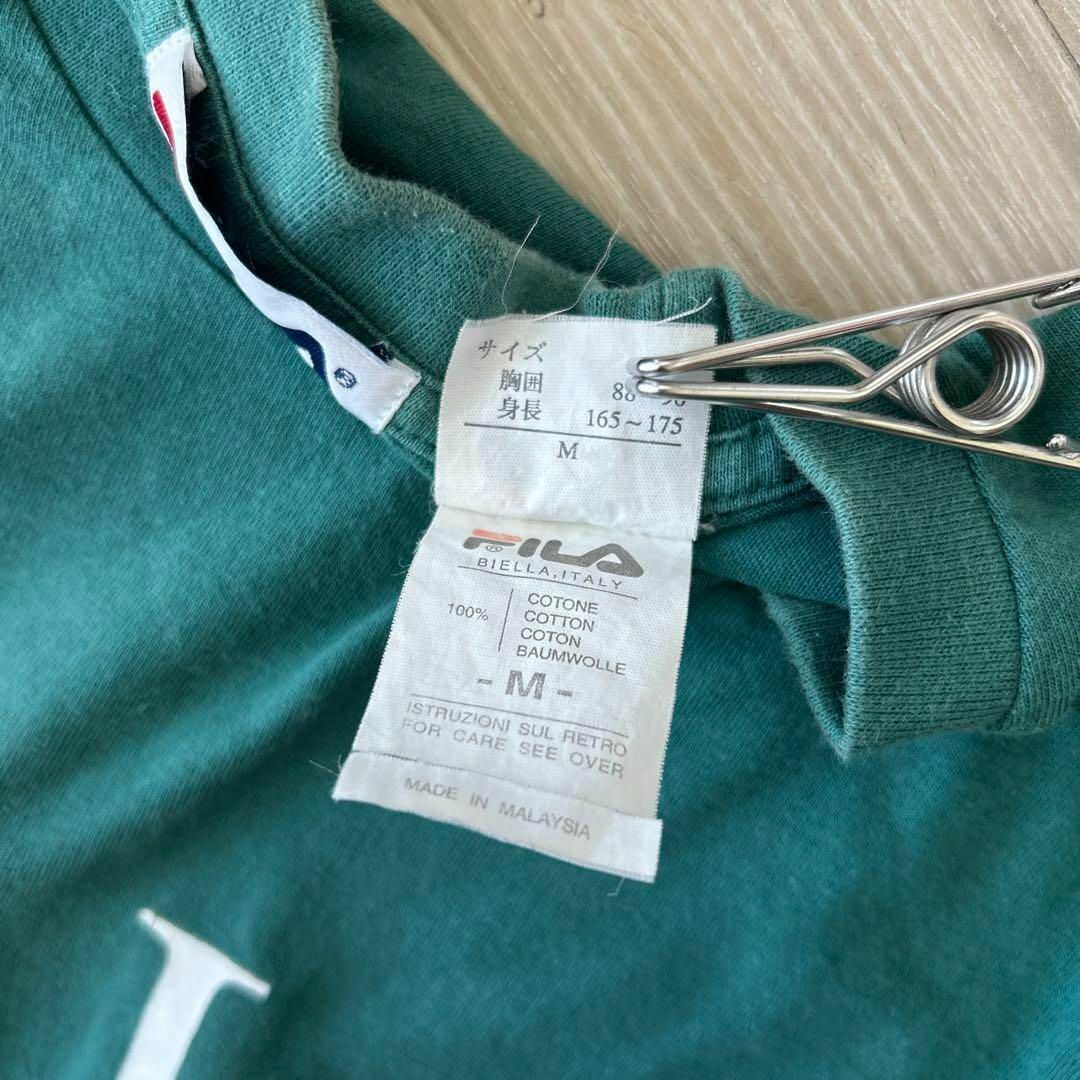 サイズ
胸囲
身長 165~175
M
FILA®
BIELLA, ITALY
100% COTONE
COTTON
COTON
BAUMWOLLE
- M -
ISTRUZIONI SUL RETRO
FOR CARE SEE OVER
MADE IN MALAYSIA